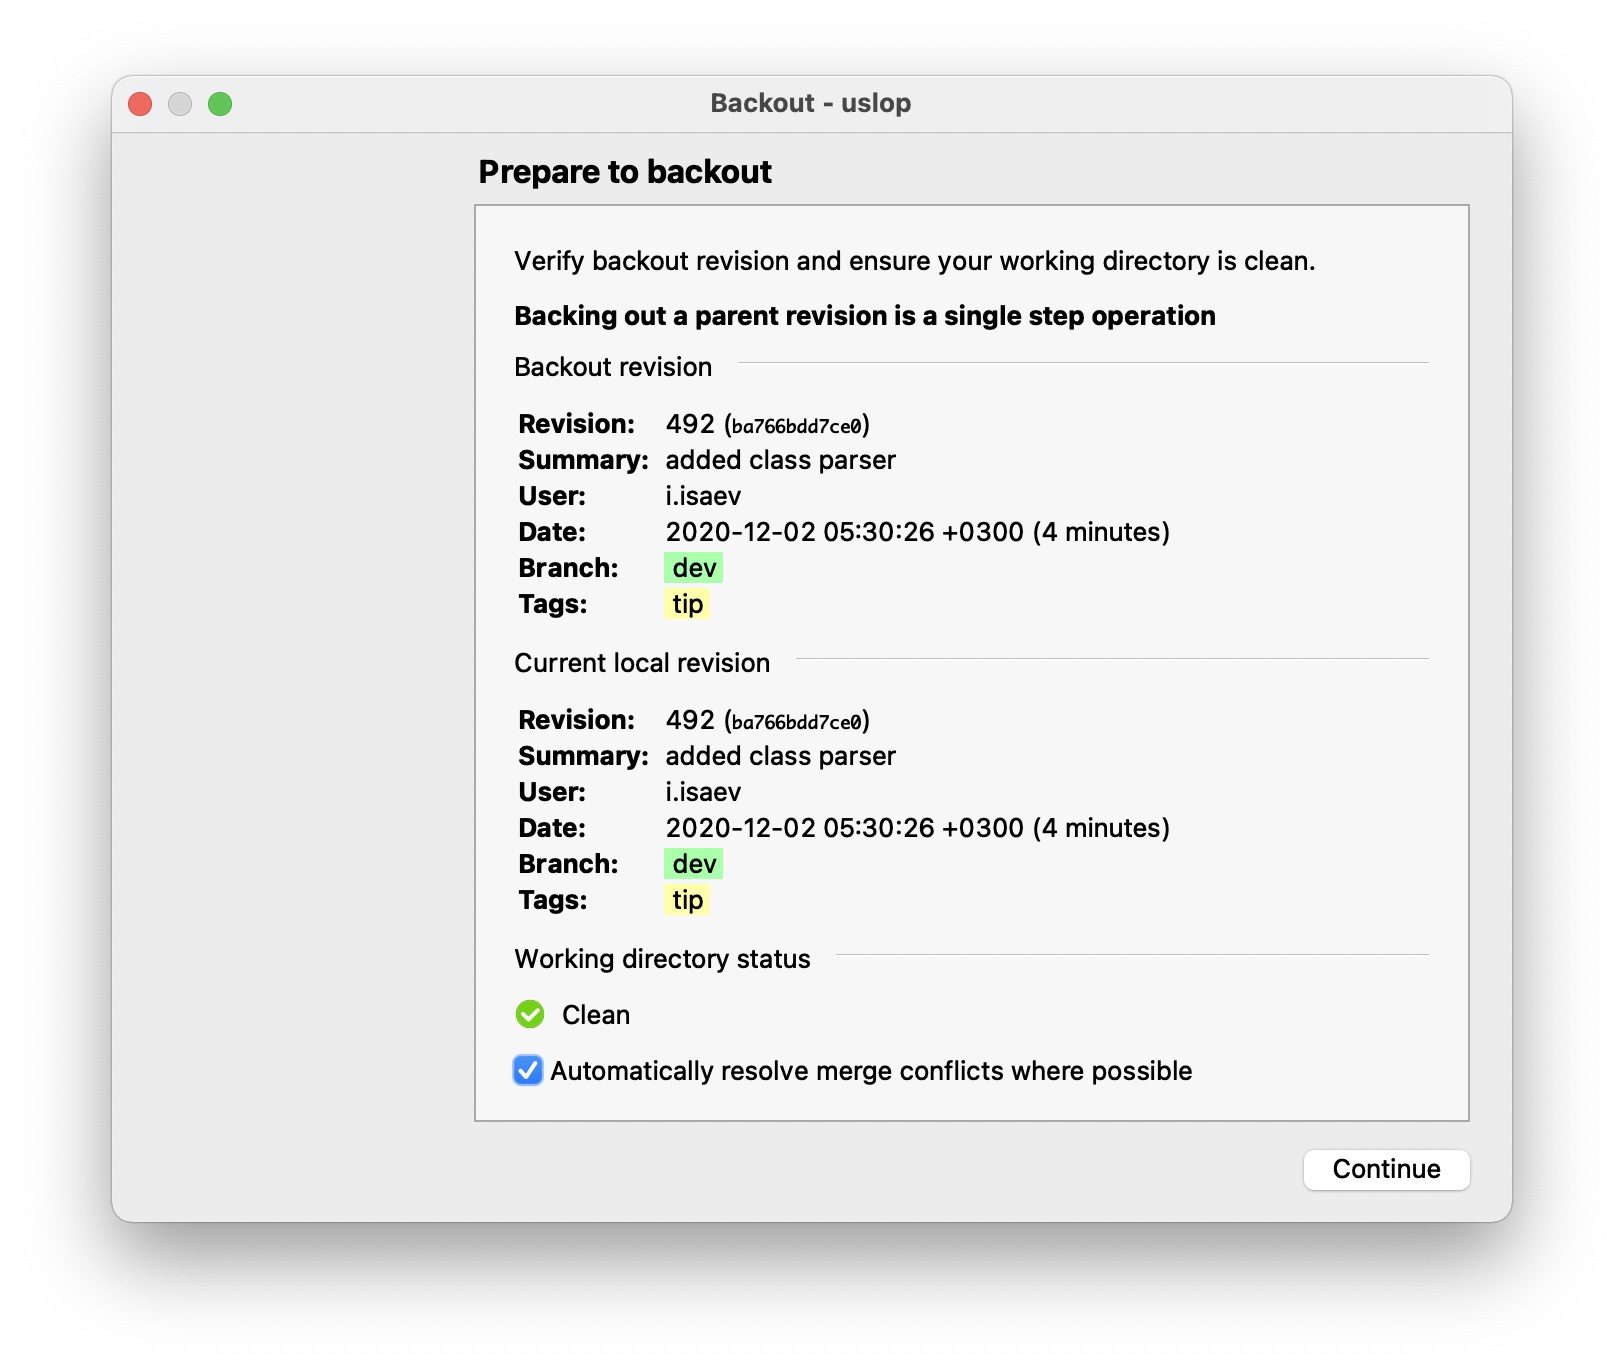 Backout - uslop
Prepare to backout
Verify backout revision and ensure your working directory is clean.
Backing out a parent revision is a single step operation
Backout revision
Revision: 492 (ba766bdd7ce0)
Summary: added class parser
User: i.isaev
Date: 2020-12-02 05:30:26 +0300 (4 minutes)
Branch: dev
Tags: tip
Current local revision
Revision: 492 (ba766bdd7ce0)
Summary: added class parser
User: i.isaev
Date: 2020-12-02 05:30:26 +0300 (4 minutes)
Branch: dev
Tags: tip
Working directory status
Clean
Automatically resolve merge conflicts where possible
Continue